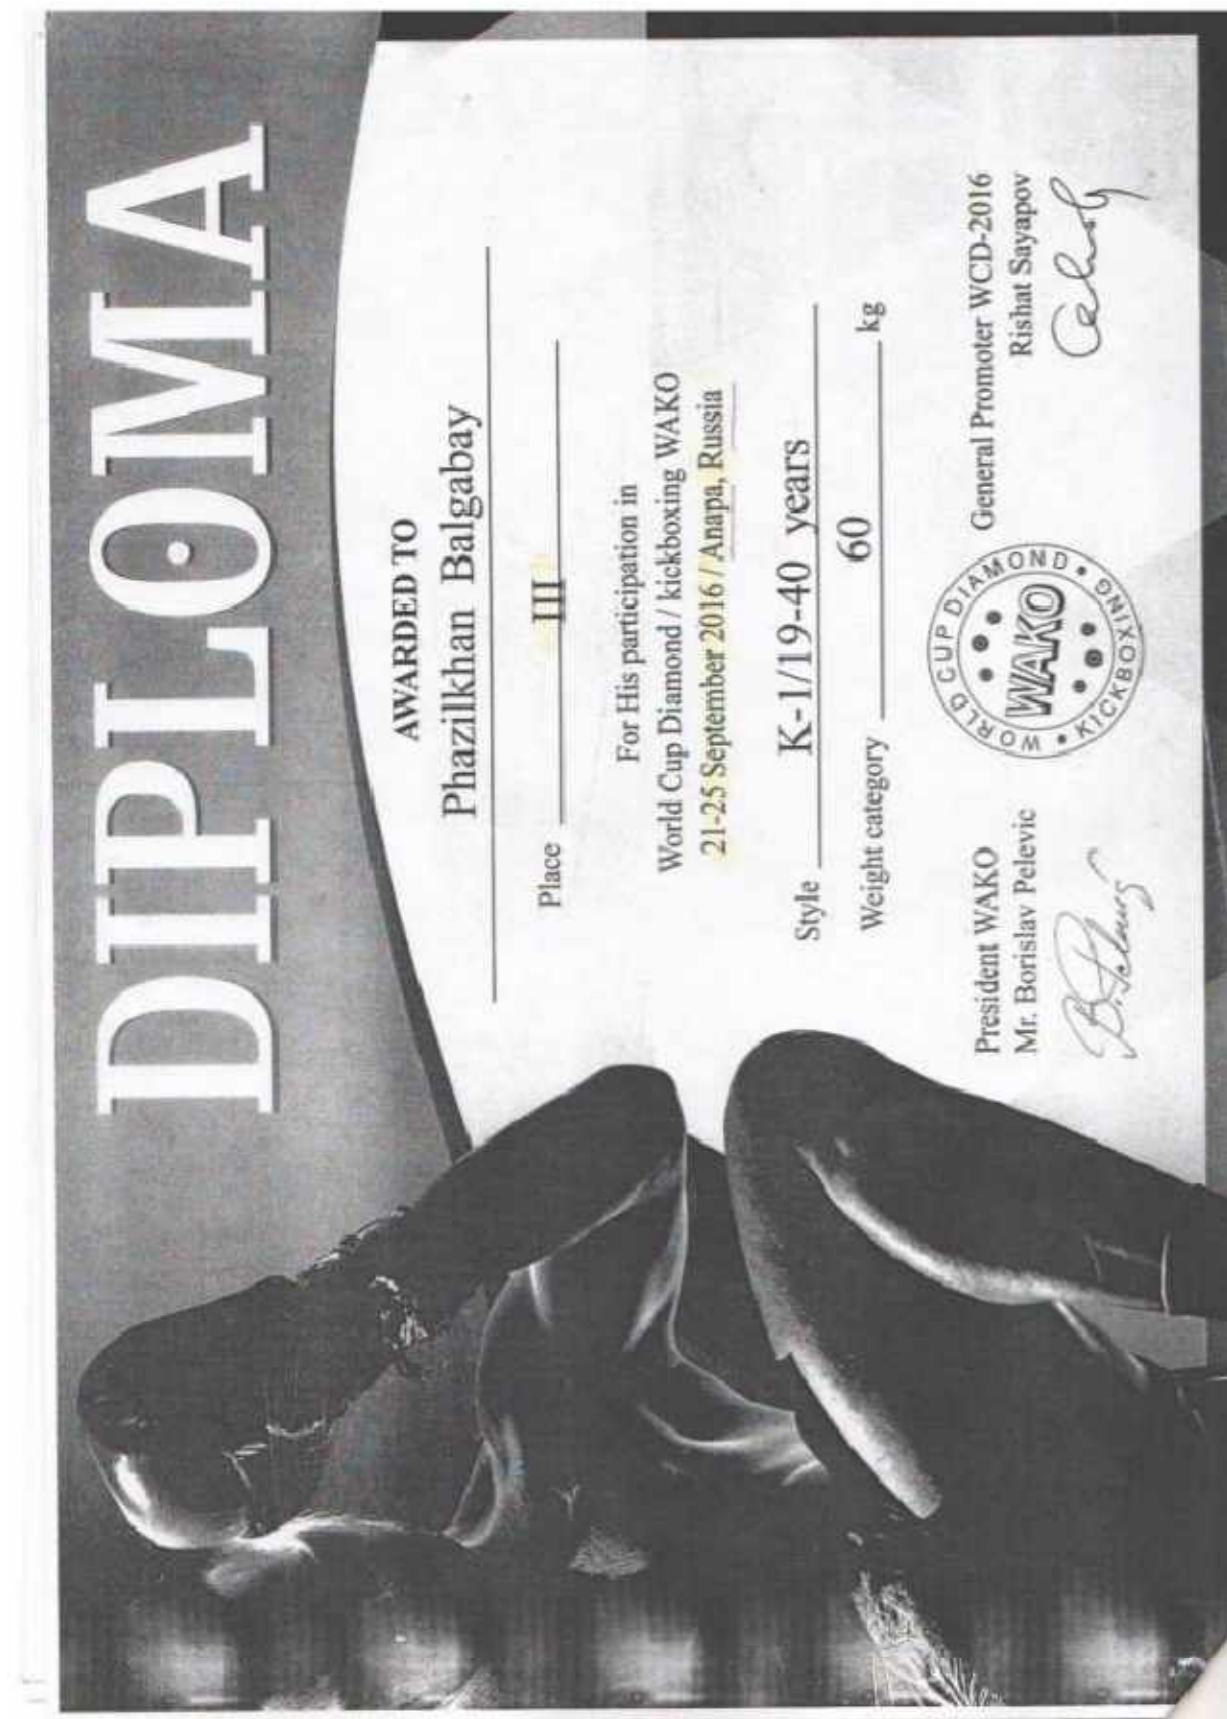 DIPLOMA
AWARDED TO
Phazilkhan Balgabay
Place III
For His participation in
World Cup Diamond / kickboxing WAKO
21-25 September 2016 / Anapa, Russia
Style K-1/19-40 years
Weight category 60 kg
President WAKO
Mr. Borislav Pelevic
WORLD CUP DIAMOND • KICKBOXING •
WAKO
General Promoter WCD-2016
Rishat Sayapov